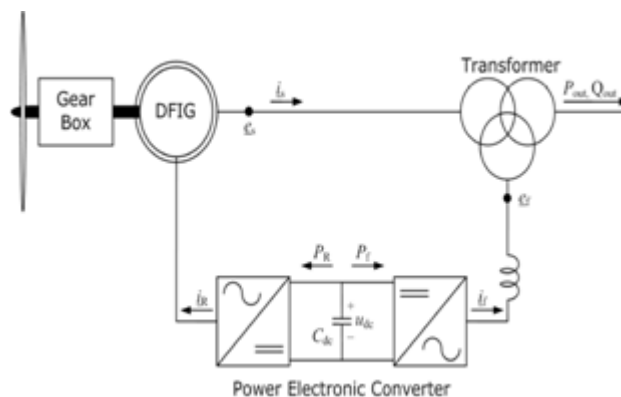 Transformer
Gear
Box
DFIG
i_s
P_out, Q_out
e_s
e_f
P_R P_f
i_R
i_f
+
C_dc
u_dc
–
Power Electronic Converter